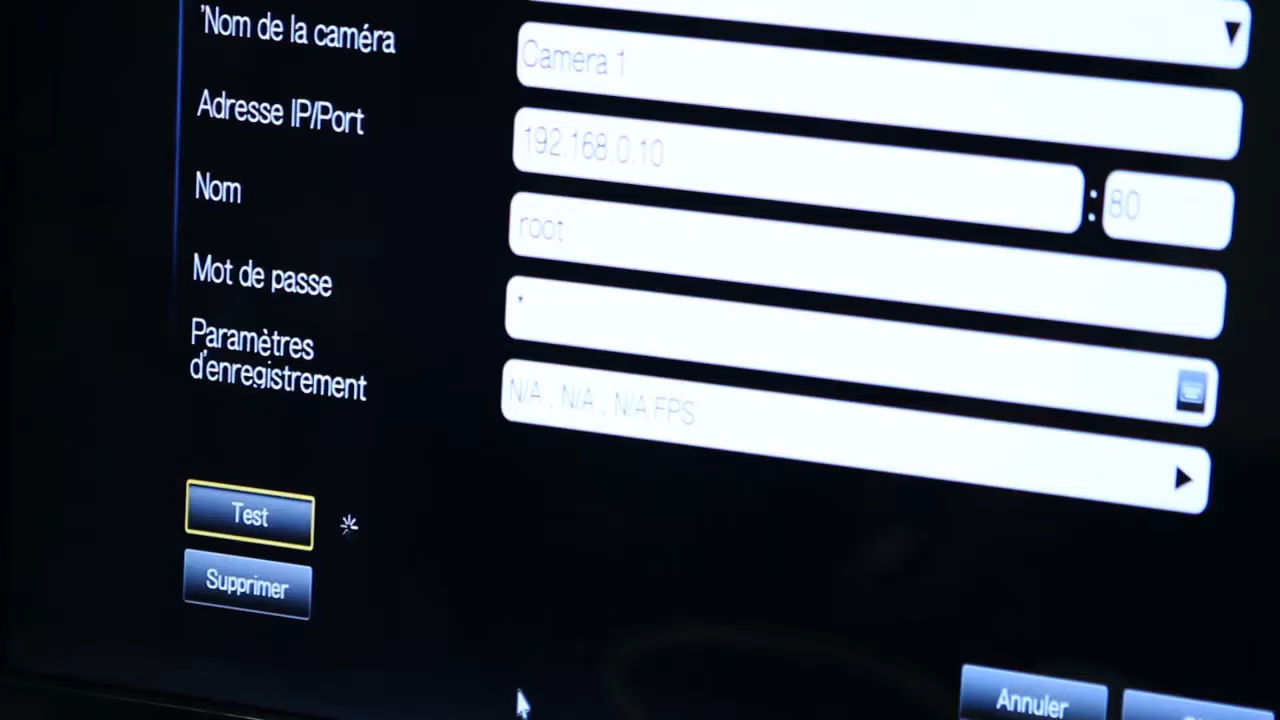 'Nom de la caméra
Camera 1
Adresse IP/Port
192.168.0.10 : 80
Nom
root
Mot de passe
*
Paramètres
d'enregistrement
N/A , N/A , N/A FPS
Test
Supprimer
Annuler